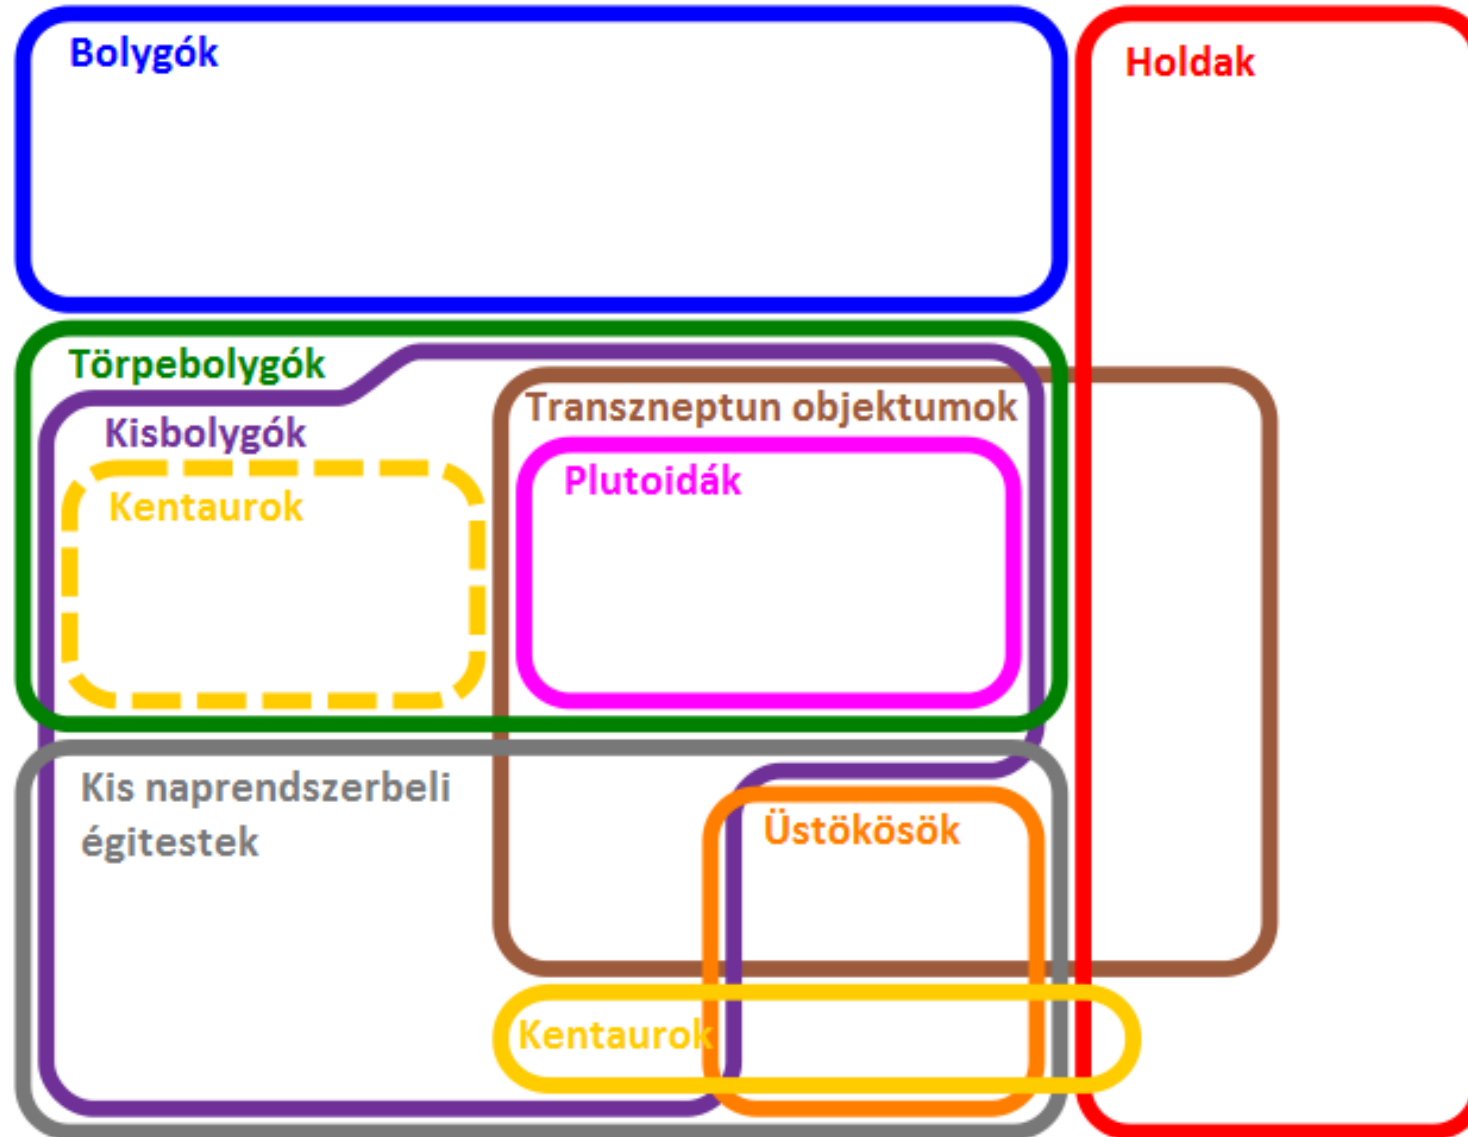 Bolygók
Holdak
Törpebolygók
Transzneptun objektumok
Kisbolygók
Plutoidák
Kentaurok
Kis naprendszerbeli
égitestek
Üstökösök
Kentaurok